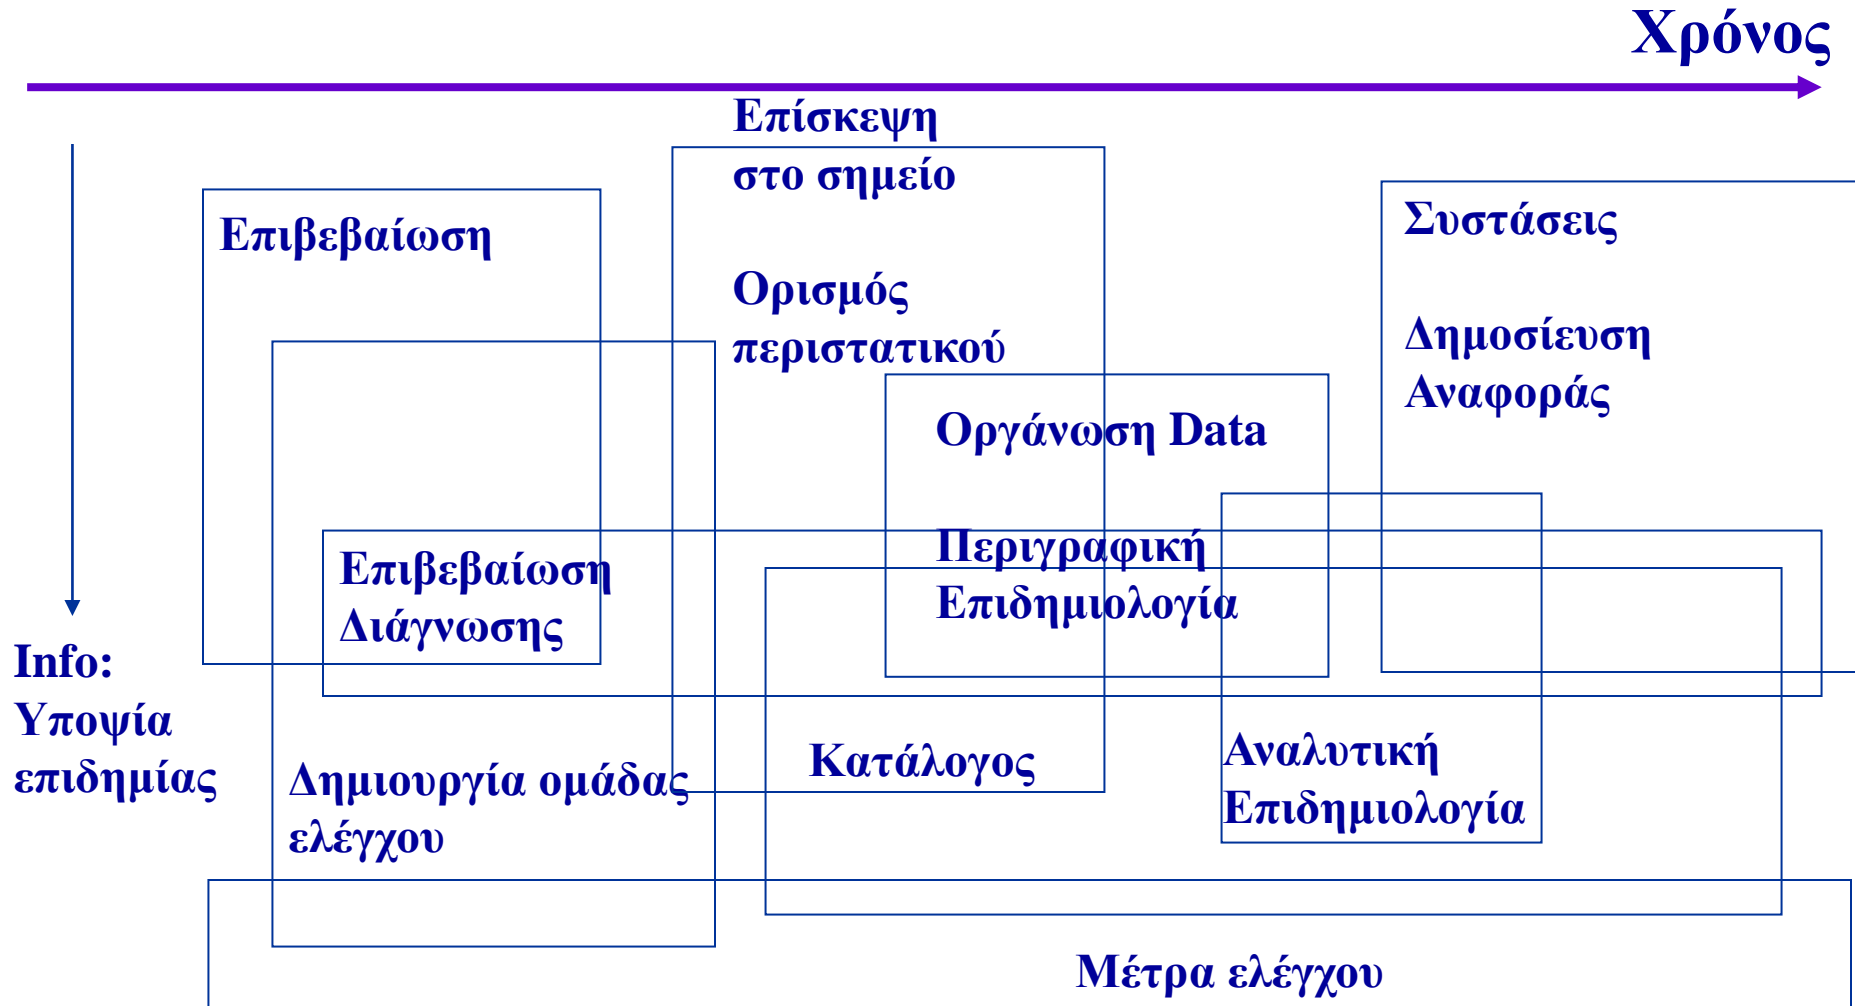 Χρόνος
Επίσκεψη
στο σημείο
Επιβεβαίωση
Ορισμός
περιστατικού
Συστάσεις
Δημοσίευση
Αναφοράς
Οργάνωση Data
Περιγραφική
Επιδημιολογία
Επιβεβαίωση
Διάγνωσης
Info:
Υποψία
επιδημίας
Δημιουργία ομάδας
ελέγχου
Κατάλογος
Αναλυτική
Επιδημιολογία
Μέτρα ελέγχου